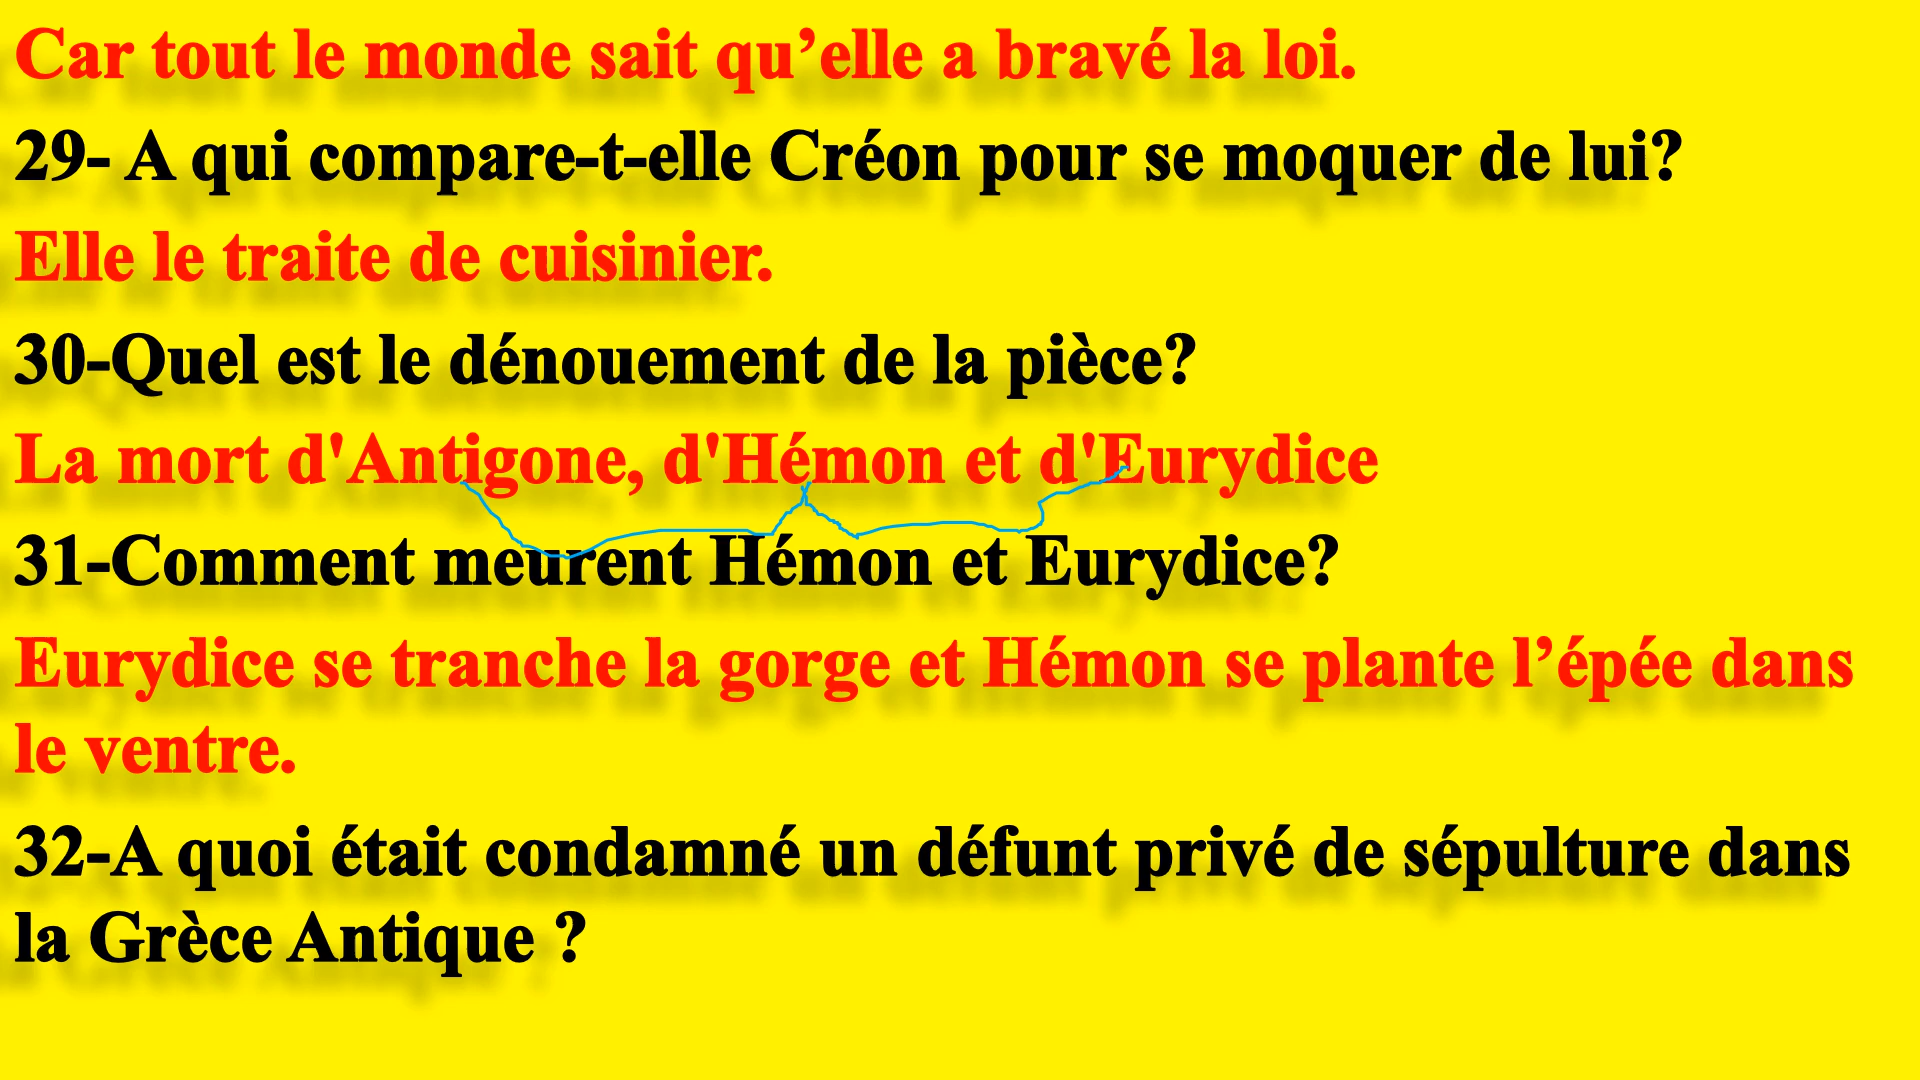 Car tout le monde sait qu’elle a bravé la loi.
29- A qui compare-t-elle Créon pour se moquer de lui?
Elle le traite de cuisinier.
30-Quel est le dénouement de la pièce?
La mort d'Antigone, d'Hémon et d'Eurydice
31-Comment meurent Hémon et Eurydice?
Eurydice se tranche la gorge et Hémon se plante l’épée dans
le ventre.
32-A quoi était condamné un défunt privé de sépulture dans
la Grèce Antique ?